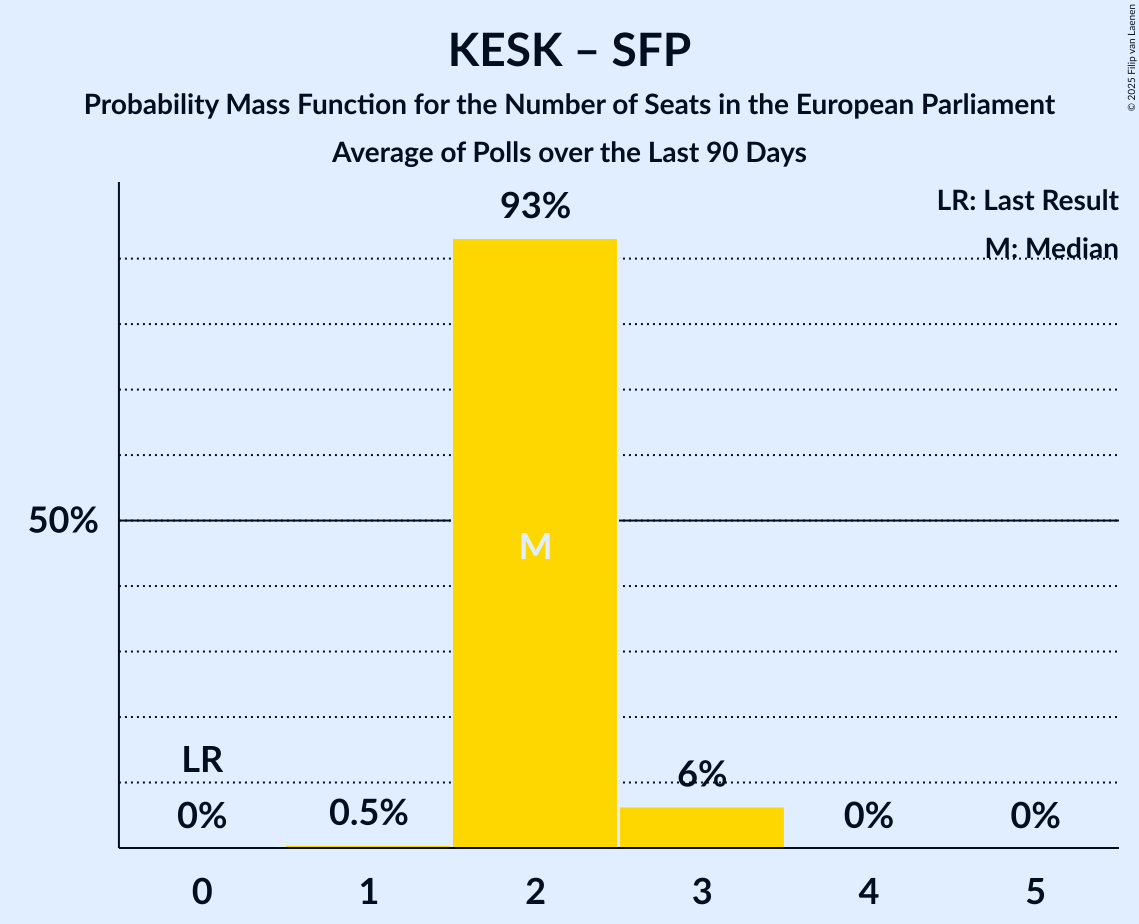 KESK – SFP
Probability Mass Function for the Number of Seats in the European Parliament
Average of Polls over the Last 90 Days
© 2025 Filip van Laenen
LR: Last Result
M: Median
93%
50%
M
LR
0%
0.5%
6%
0%
0%
0
1
2
3
4
5